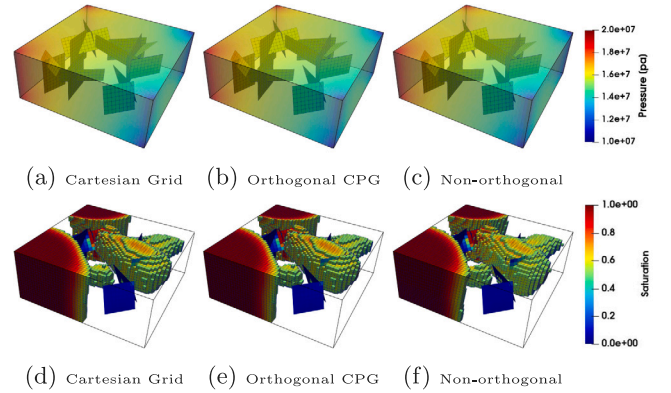 2.0e+07
1.8e+07
1.6e+07
1.4e+07
1.2e+07
1.0e+07
Pressure (pa)
(a) Cartesian Grid (b) Orthogonal CPG (c) Non-orthogonal
1.0e+00
0.8
0.6
0.4
0.2
0.0e+00
Saturation
(d) Cartesian Grid (e) Orthogonal CPG (f) Non-orthogonal